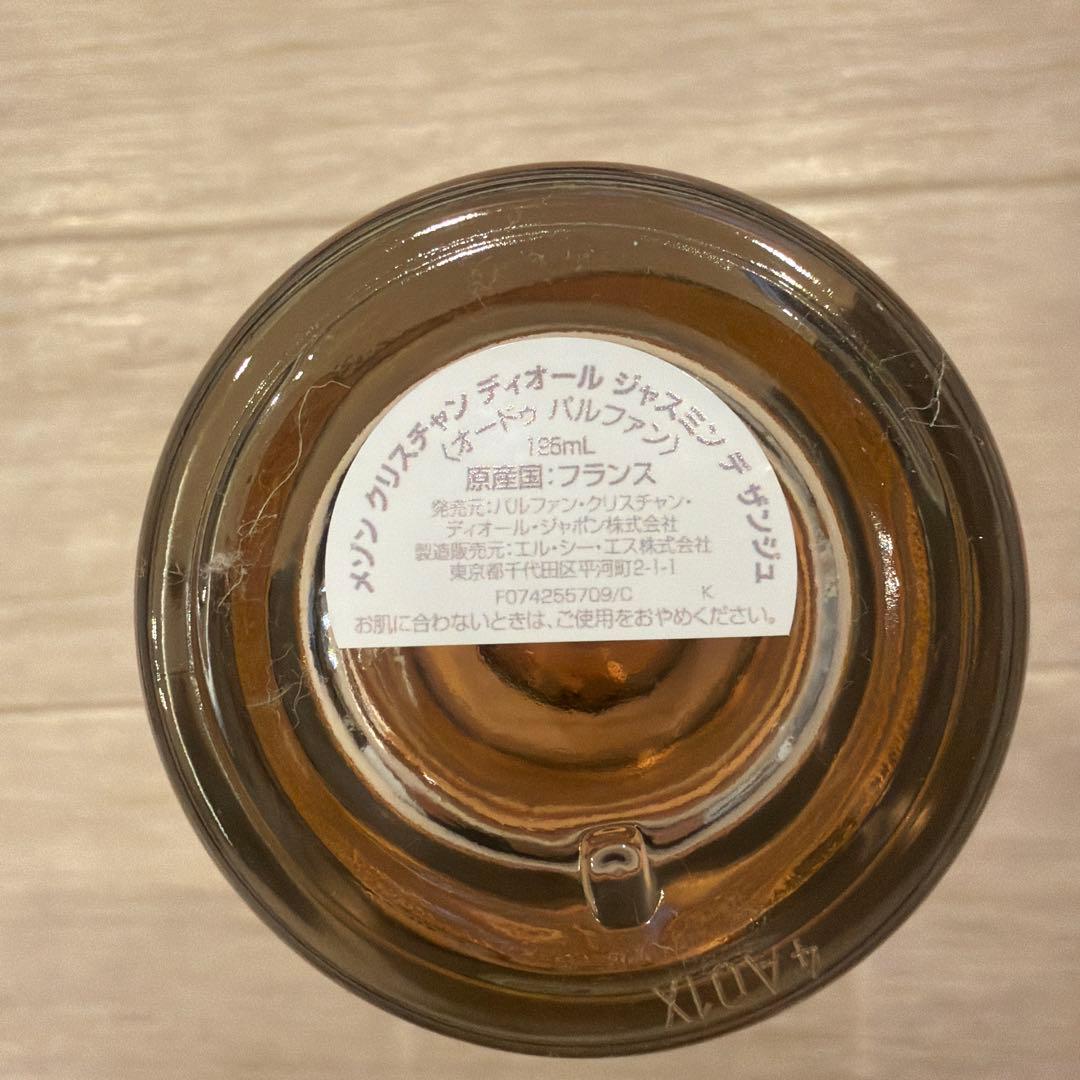 メゾン クリスチャン ディオール ジャスミン デ ザンジュ
(オードゥ パルファン)
125mL
原産国:フランス
発売元:パルファン・クリスチャン・
ディオール・ジャポン株式会社
製造販売元:エル・シー・エス株式会社
東京都千代田区平河町2-1-1
F074255709/C K
お肌に合わないときは、ご使用をおやめください。
4A01X